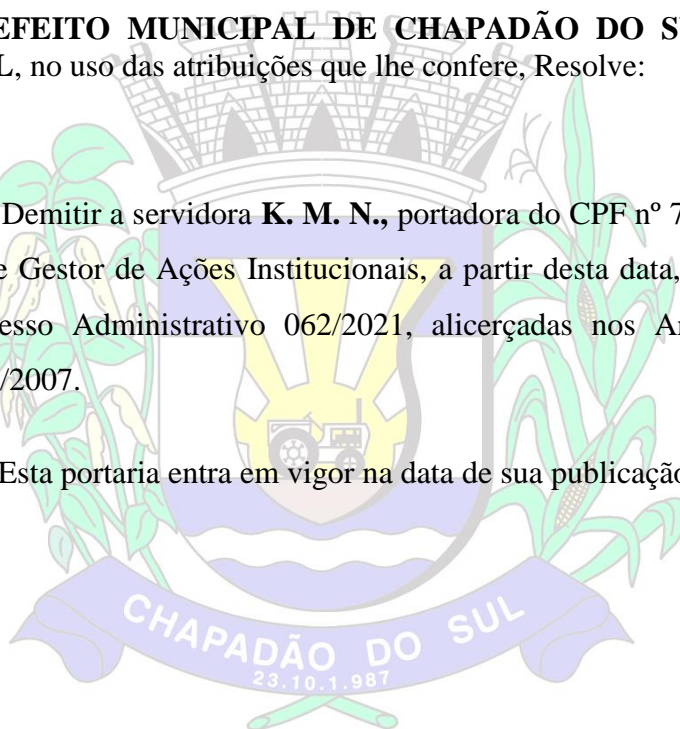 EFEITO MUNICIPAL DE CHAPADÃO DO SU
L, no uso das atribuições que lhe confere, Resolve:
Demitir a servidora K. M. N., portadora do CPF nº 7
e Gestor de Ações Institucionais, a partir desta data,
esso Administrativo 062/2021, alicerçadas nos Ar
/2007.
Esta portaria entra em vigor na data de sua publicação
CHAPADÃO DO SUL
23.10.1.987